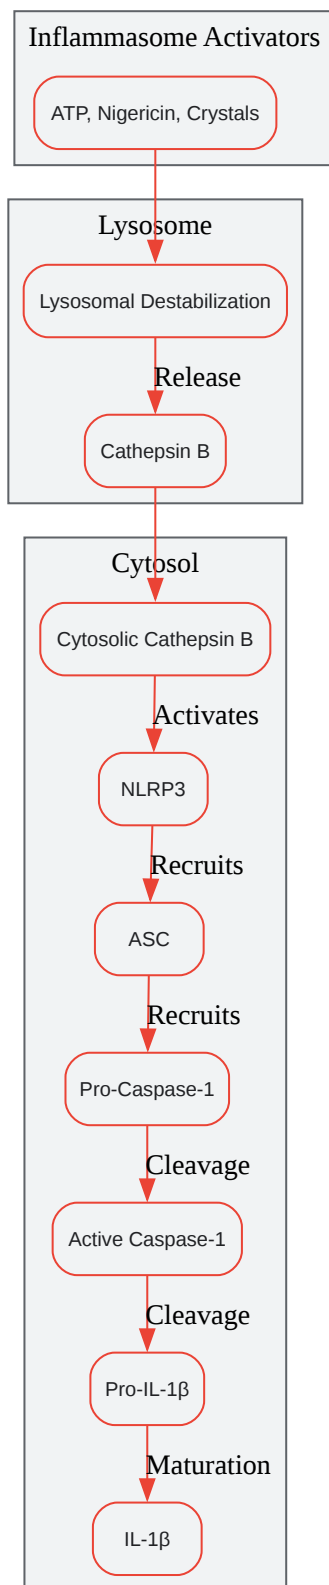 Inflammasome Activators
ATP, Nigericin, Crystals
Lysosome
Lysosomal Destabilization
Release
Cathepsin B
Cytosol
Cytosolic Cathepsin B
Activates
NLRP3
Recruits
ASC
Recruits
Pro-Caspase-1
Cleavage
Active Caspase-1
Cleavage
Pro-IL-1β
Maturation
IL-1β